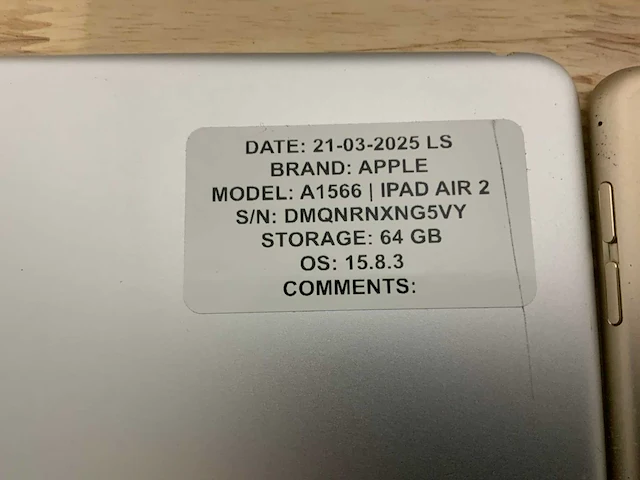 DATE: 21-03-2025 LS
BRAND: APPLE
MODEL: A1566 | IPAD AIR 2
S/N: DMQNRNXNG5VY
STORAGE: 64 GB
OS: 15.8.3
COMMENTS: